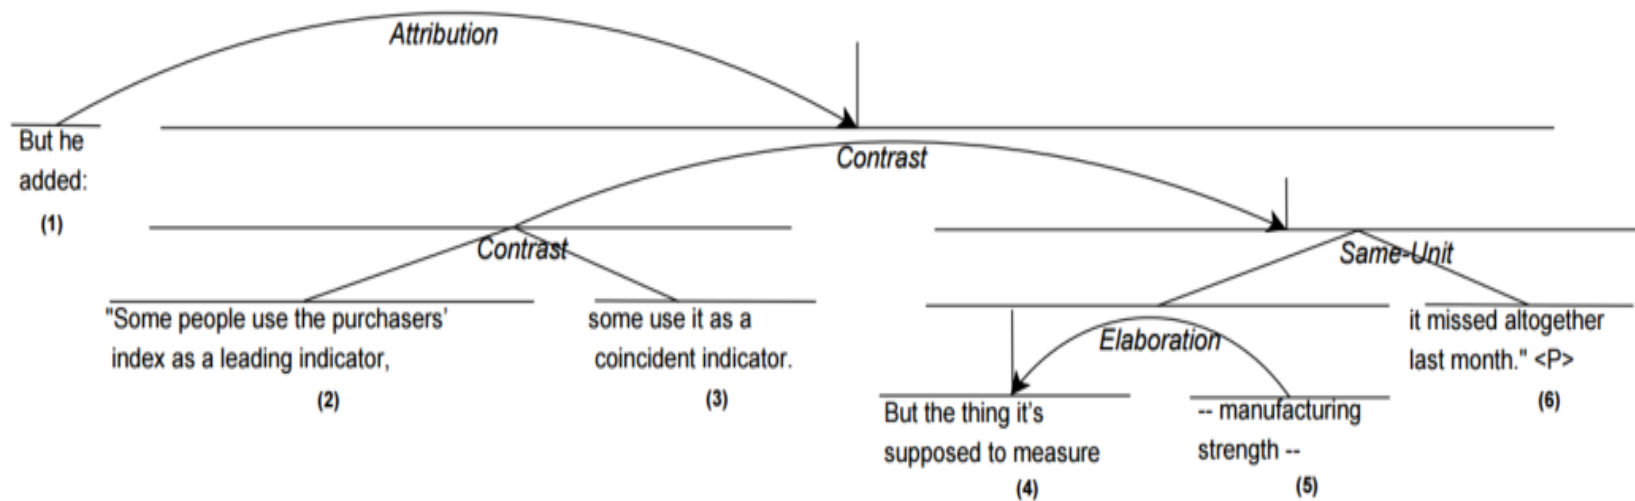 Attribution
But he
added:
(1)
Contrast
Contrast
"Some people use the purchasers'
index as a leading indicator,
(2)
some use it as a
coincident indicator.
(3)
Same-Unit
Elaboration
But the thing it's
supposed to measure
(4)
-- manufacturing
strength --
(5)
it missed altogether
last month." <P>
(6)